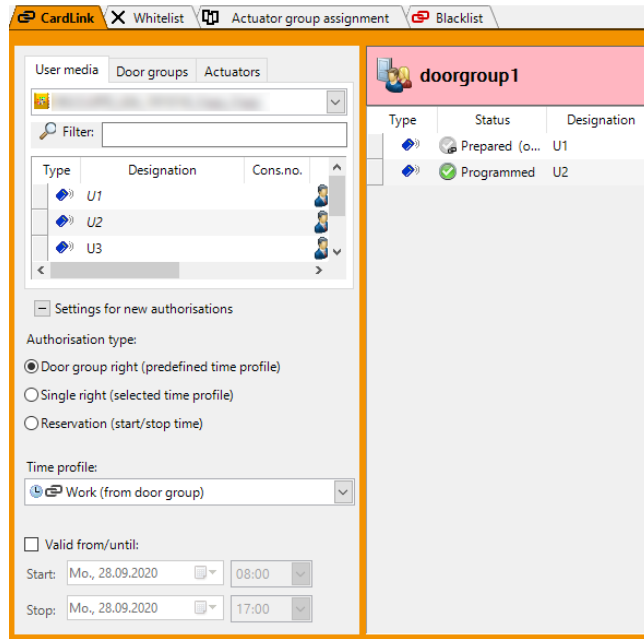 CardLink Whitelist Actuator group assignment Blacklist
User media Door groups Actuators
Filter:
Type Designation Cons.no.
U1
U2
U3
Settings for new authorisations
Authorisation type:
Door group right (predefined time profile)
Single right (selected time profile)
Reservation (start/stop time)
Time profile:
Work (from door group)
Valid from/until:
Start: Mo., 28.09.2020 08:00
Stop: Mo., 28.09.2020 17:00
doorgroup1
Type Status Designation
Prepared (o... U1
Programmed U2